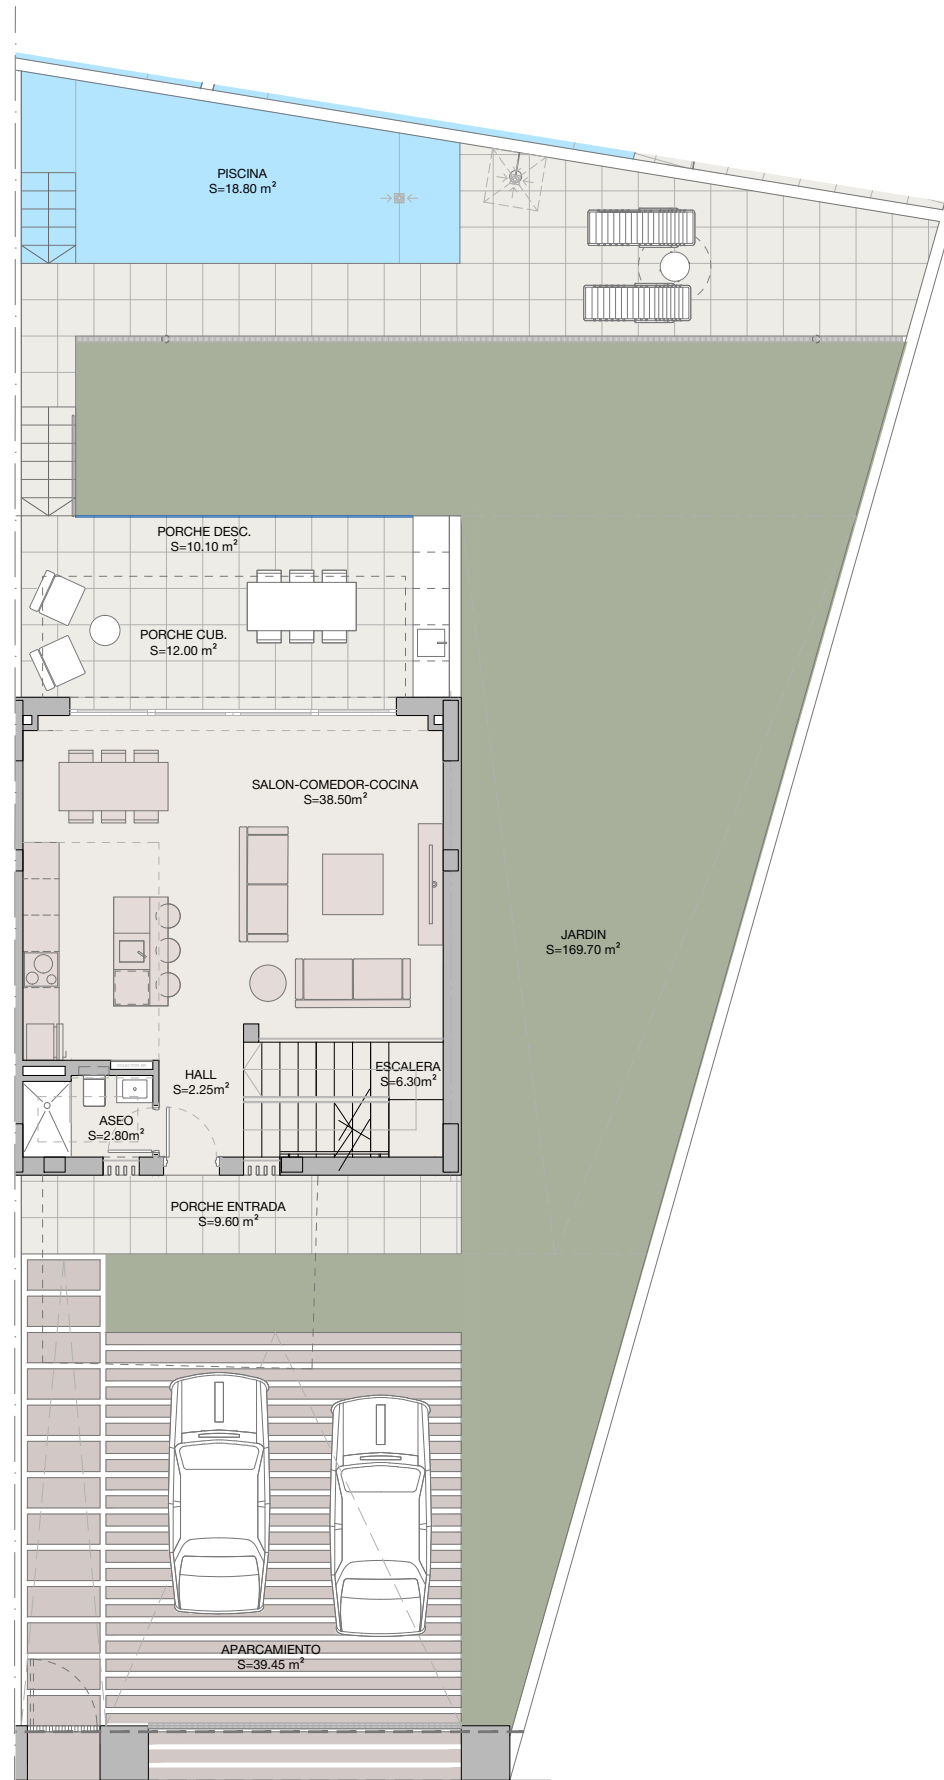 PISCINA
S=18.80 m²
PORCHE DESC.
S=10.10 m²
PORCHE CUB.
S=12.00 m²
SALON-COMEDOR-COCINA
S=38.50m²
JARDIN
S=169.70 m²
HALL
S=2.25m²
ESCALERA
S=6.30m²
ASEO
S=2.80m²
PORCHE ENTRADA
S=9.60 m²
APARCAMIENTO
S=39.45 m²